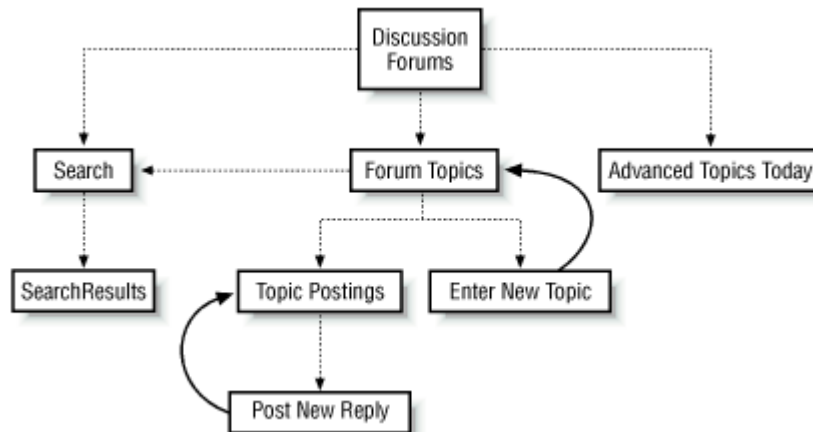 Discussion
Forums
Search
Forum Topics
Advanced Topics Today
SearchResults
Topic Postings
Enter New Topic
Post New Reply